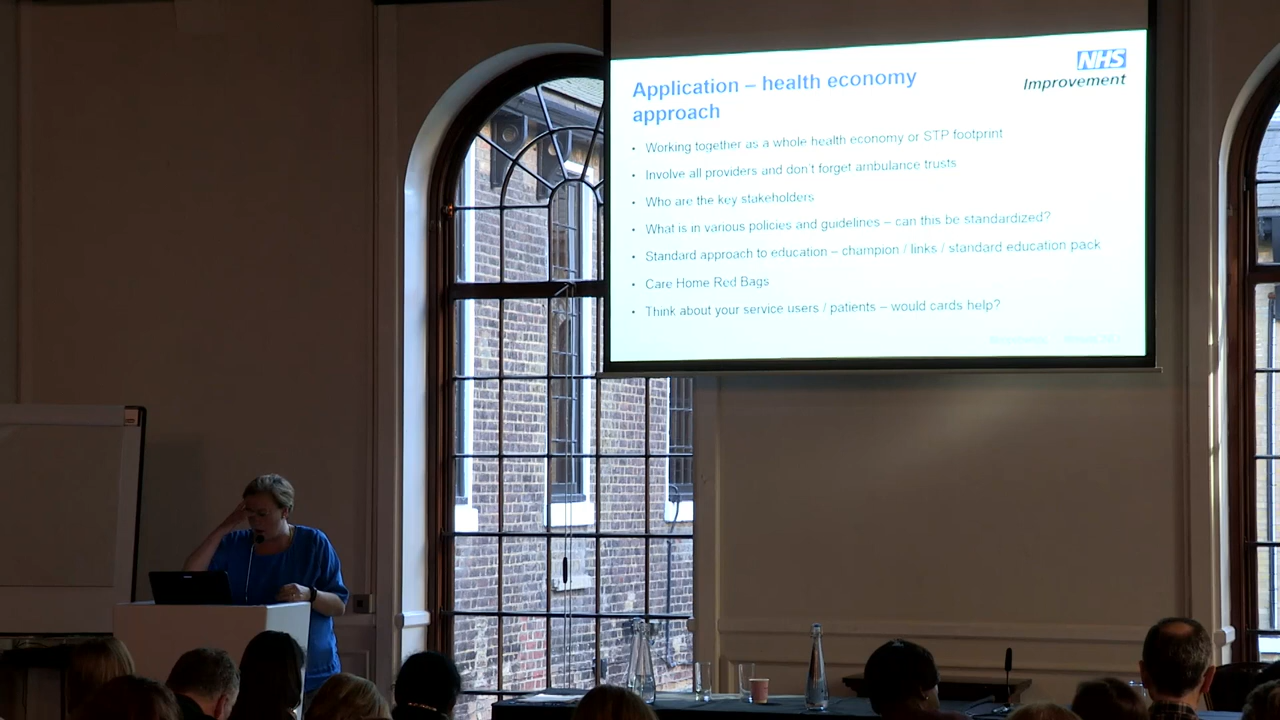 NHS
Improvement
Application – health economy
approach
• Working together as a whole health economy or STP footprint
• Involve all providers and don't forget ambulance trusts
• Who are the key stakeholders
• What is in various policies and guidelines – can this be standardized?
• Standard approach to education – champion / links / standard education pack
• Care Home Red Bags
• Think about your service users / patients – would cards help?